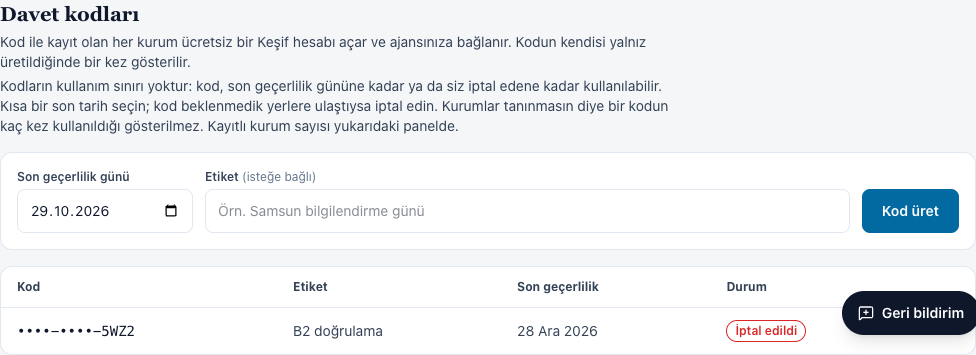 Davet kodları
Kod ile kayıt olan her kurum ücretsiz bir Keşif hesabı açar ve ajansınıza bağlanır. Kodun kendisi yalnız
üretildiğinde bir kez gösterilir.
Kodların kullanım sınırı yoktur: kod, son geçerlilik gününe kadar ya da siz iptal edene kadar kullanılabilir.
Kısa bir son tarih seçin; kod beklenmedik yerlere ulaştıysa iptal edin. Kurumlar tanınmasın diye bir kodun
kaç kez kullanıldığı gösterilmez. Kayıtlı kurum sayısı yukarıdaki panelde.
Son geçerlilik günü Etiket (isteğe bağlı)
29.10.2026 Örn. Samsun bilgilendirme günü Kod üret
Kod Etiket Son geçerlilik Durum
••••–••••–5WZ2 B2 doğrulama 28 Ara 2026 İptal edildi
Geri bildirim